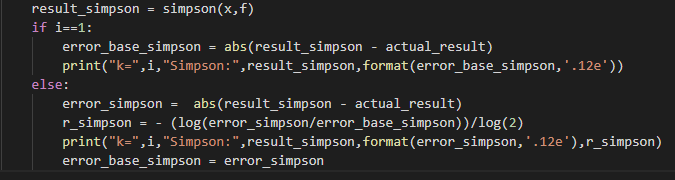 result_simpson = simpson(x,f)
if i==1:
    error_base_simpson = abs(result_simpson - actual_result)
    print("k=",i,"Simpson:",result_simpson,format(error_base_simpson,'.12e'))
else:
    error_simpson =  abs(result_simpson - actual_result)
    r_simpson = - (log(error_simpson/error_base_simpson))/log(2)
    print("k=",i,"Simpson:",result_simpson,format(error_simpson,'.12e'),r_simpson)
    error_base_simpson = error_simpson